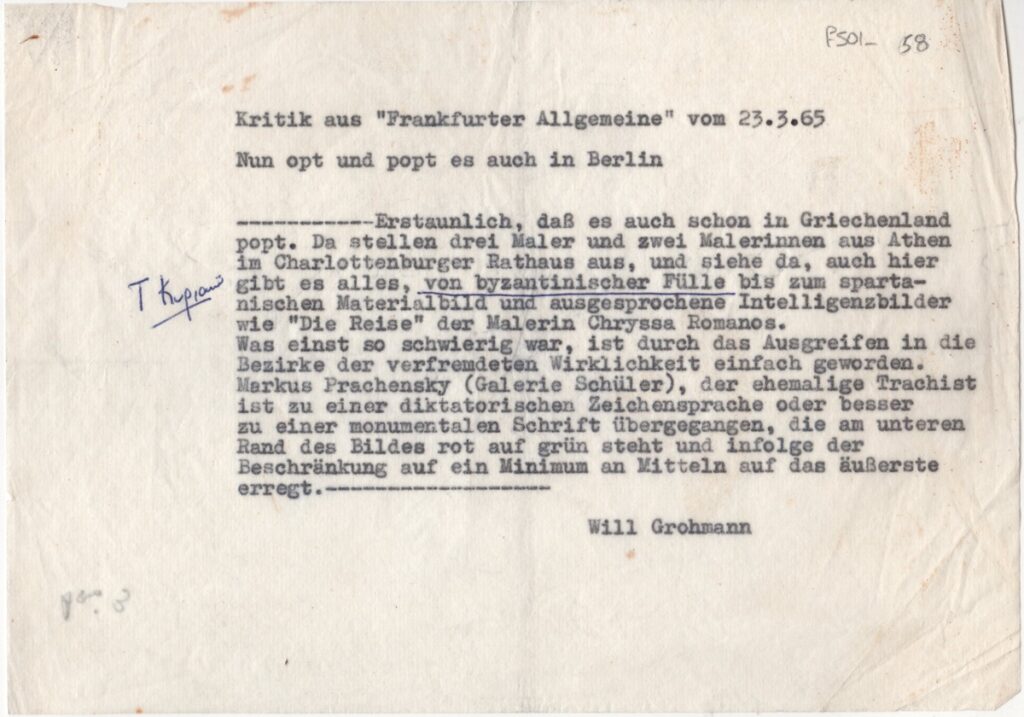 P501_ 58
Kritik aus "Frankfurter Allgemeine" vom 23.3.65
Nun opt und popt es auch in Berlin
-----------Erstaunlich, daß es auch schon in Griechenland
popt. Da stellen drei Maler und zwei Malerinnen aus Athen
im Charlottenburger Rathaus aus, und siehe da, auch hier
gibt es alles, von byzantinischer Fülle bis zum sparta-
nischen Materialbild und ausgesprochene Intelligenzbilder
wie "Die Reise" der Malerin Chryssa Romanos.
Was einst so schwierig war, ist durch das Ausgreifen in die
Bezirke der verfremdeten Wirklichkeit einfach geworden.
Markus Prachensky (Galerie Schüler), der ehemalige Trachist
ist zu einer diktatorischen Zeichensprache oder besser
zu einer monumentalen Schrift übergegangen, die am unteren
Rand des Bildes rot auf grün steht und infolge der
Beschränkung auf ein Minimum an Mitteln auf das äußerste
erregt.------------------
Will Grohmann